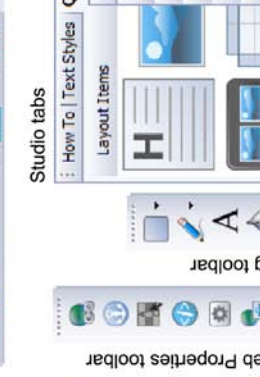 Studio tabs
How To | Text Styles
Layout Items
H
A
toolbar
Properties toolbar